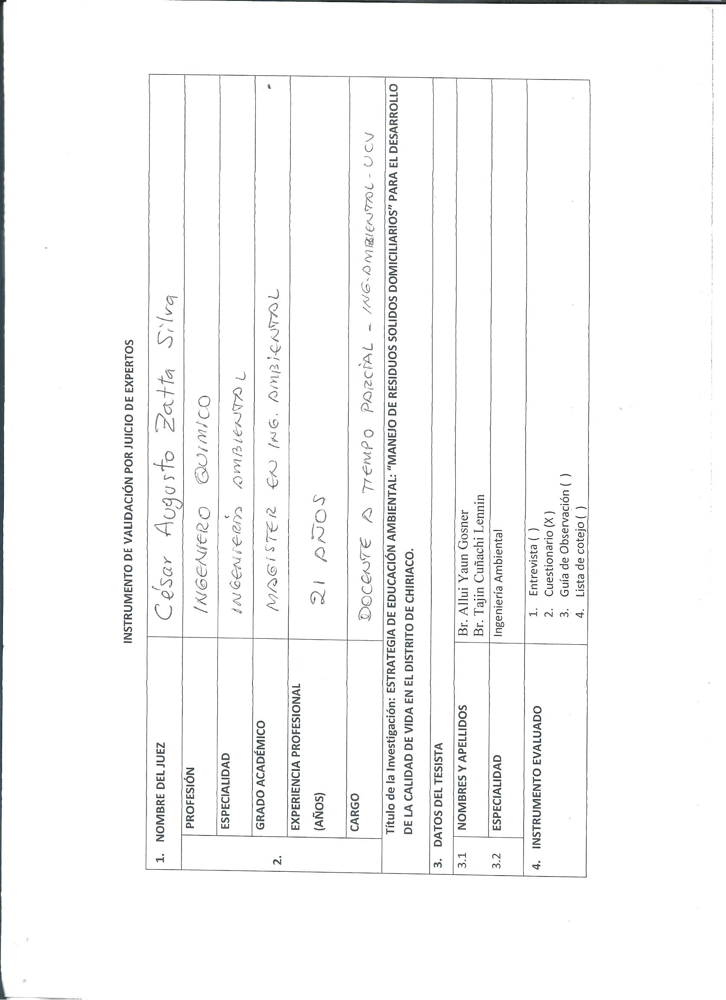 INSTRUMENTO DE VALIDACIÓN POR JUICIO DE EXPERTOS
1. NOMBRE DEL JUEZ César Augusto Zatta Silva
2.
PROFESIÓN INGENIERO QUIMICO
ESPECIALIDAD INGENIERÍA AMBIENTAL
GRADO ACADÉMICO MAGISTER EN ING. AMBIENTAL
EXPERIENCIA PROFESIONAL
(AÑOS) 21 AÑOS
CARGO DOCENTE A TIEMPO PARCIAL - ING. AMBIENTAL - UCV
Título de la Investigación: ESTRATEGIA DE EDUCACIÓN AMBIENTAL: “MANEJO DE RESIDUOS SOLIDOS DOMICILIARIOS” PARA EL DESARROLLO
DE LA CALIDAD DE VIDA EN EL DISTRITO DE CHIRIACO.
3. DATOS DEL TESISTA
3.1 NOMBRES Y APELLIDOS Br. Allui Yaun Gosner
Br. Tajin Cuñachi Lennin
3.2 ESPECIALIDAD Ingeniería Ambiental
4. INSTRUMENTO EVALUADO 1. Entrevista ( )
2. Cuestionario (X )
3. Guía de Observación ( )
4. Lista de cotejo ( )